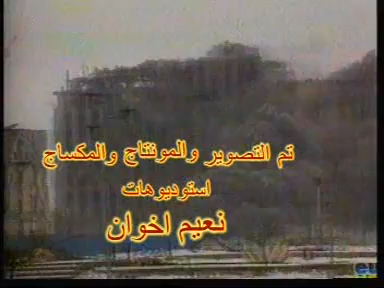 تم التصوير والمونتاج والمكساج
استوديوهات
نعيم اخوان